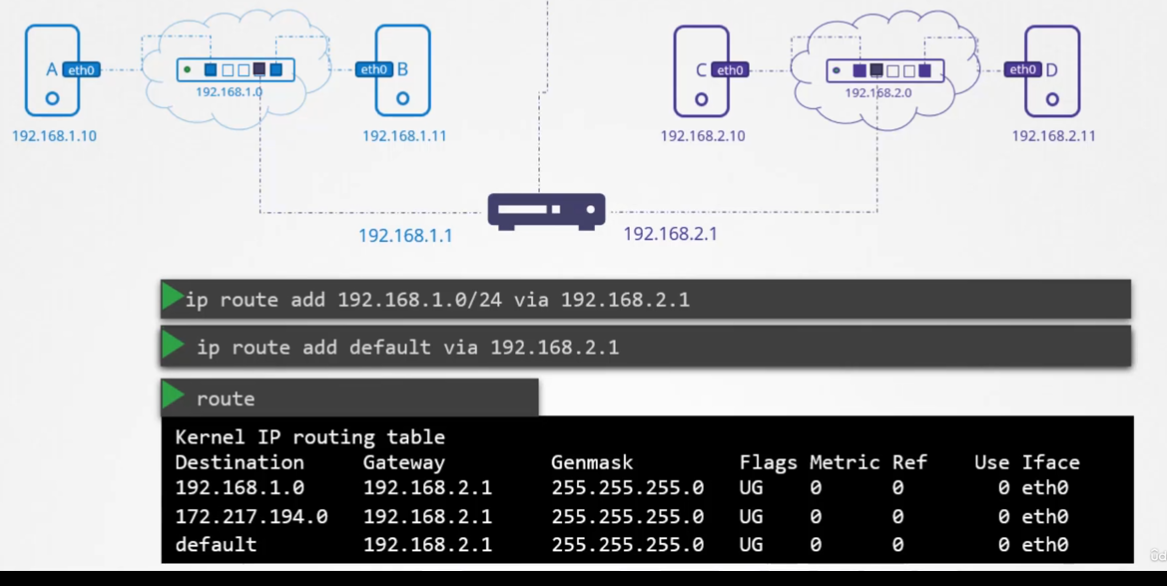 A eth0
192.168.1.0
eth0 B
C eth0
192.168.2.0
eth0 D
192.168.1.10
192.168.1.11
192.168.2.10
192.168.2.11
192.168.1.1
192.168.2.1
ip route add 192.168.1.0/24 via 192.168.2.1
ip route add default via 192.168.2.1
route
Kernel IP routing table
Destination Gateway Genmask Flags Metric Ref Use Iface
192.168.1.0 192.168.2.1 255.255.255.0 UG 0 0 0 eth0
172.217.194.0 192.168.2.1 255.255.255.0 UG 0 0 0 eth0
default 192.168.2.1 255.255.255.0 UG 0 0 0 eth0